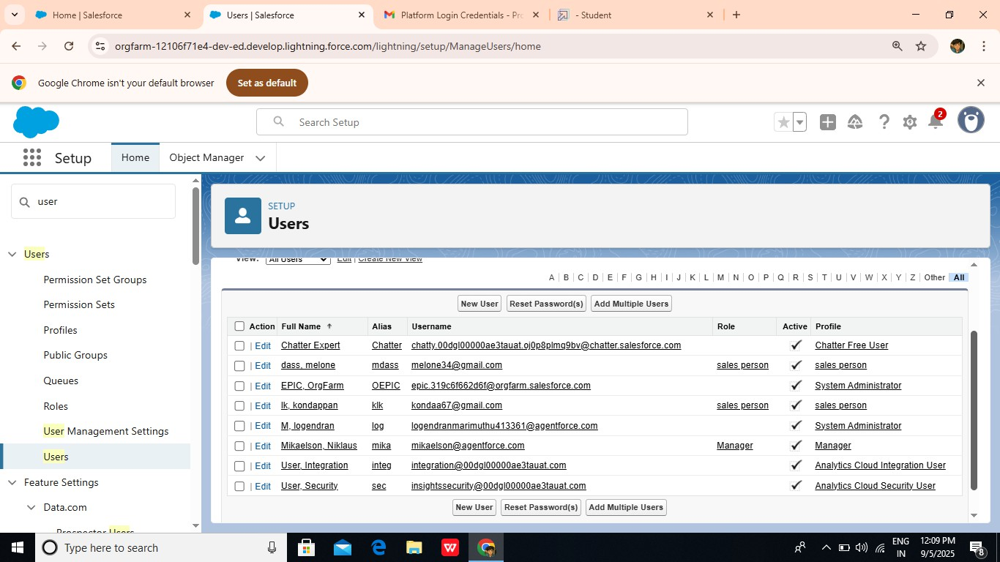 Home | Salesforce
Users | Salesforce
Platform Login Credentials - Pro
- Student
orgfarm-12106f71e4-dev-ed.develop.lightning.force.com/lightning/setup/ManageUsers/home
Google Chrome isn't your default browser
Set as default
Search Setup
2
Setup
Home
Object Manager
user
SETUP
Users
Users
Permission Set Groups
Permission Sets
Profiles
Public Groups
Queues
Roles
User Management Settings
Users
Feature Settings
Data.com
Prospector Users
View: All Users Edit | Create New View
A | B | C | D | E | F | G | H | I | J | K | L | M | N | O | P | Q | R | S | T | U | V | W | X | Y | Z | Other All
New User Reset Password(s) Add Multiple Users
Action Full Name ↑ Alias Username Role Active Profile
| Edit Chatter Expert Chatter chatty.00dgl00000ae3tauat.oj0p8plmq9bv@chatter.salesforce.com ✓ Chatter Free User
| Edit dass, melone mdass melone34@gmail.com sales person ✓ sales person
| Edit EPIC, OrgFarm OEPIC epic.319c6f662d6f@orgfarm.salesforce.com ✓ System Administrator
| Edit lk, kondappan klk kondaa67@gmail.com sales person ✓ sales person
| Edit M, logendran log logendranmarimuthu413361@agentforce.com ✓ System Administrator
| Edit Mikaelson, Niklaus mika mikaelson@agentforce.com Manager ✓ Manager
| Edit User, Integration integ integration@00dgl00000ae3tauat.com ✓ Analytics Cloud Integration User
| Edit User, Security sec insightssecurity@00dgl00000ae3tauat.com ✓ Analytics Cloud Security User
New User Reset Password(s) Add Multiple Users
Type here to search
W
ENG
IN
12:09 PM
9/5/2025
8